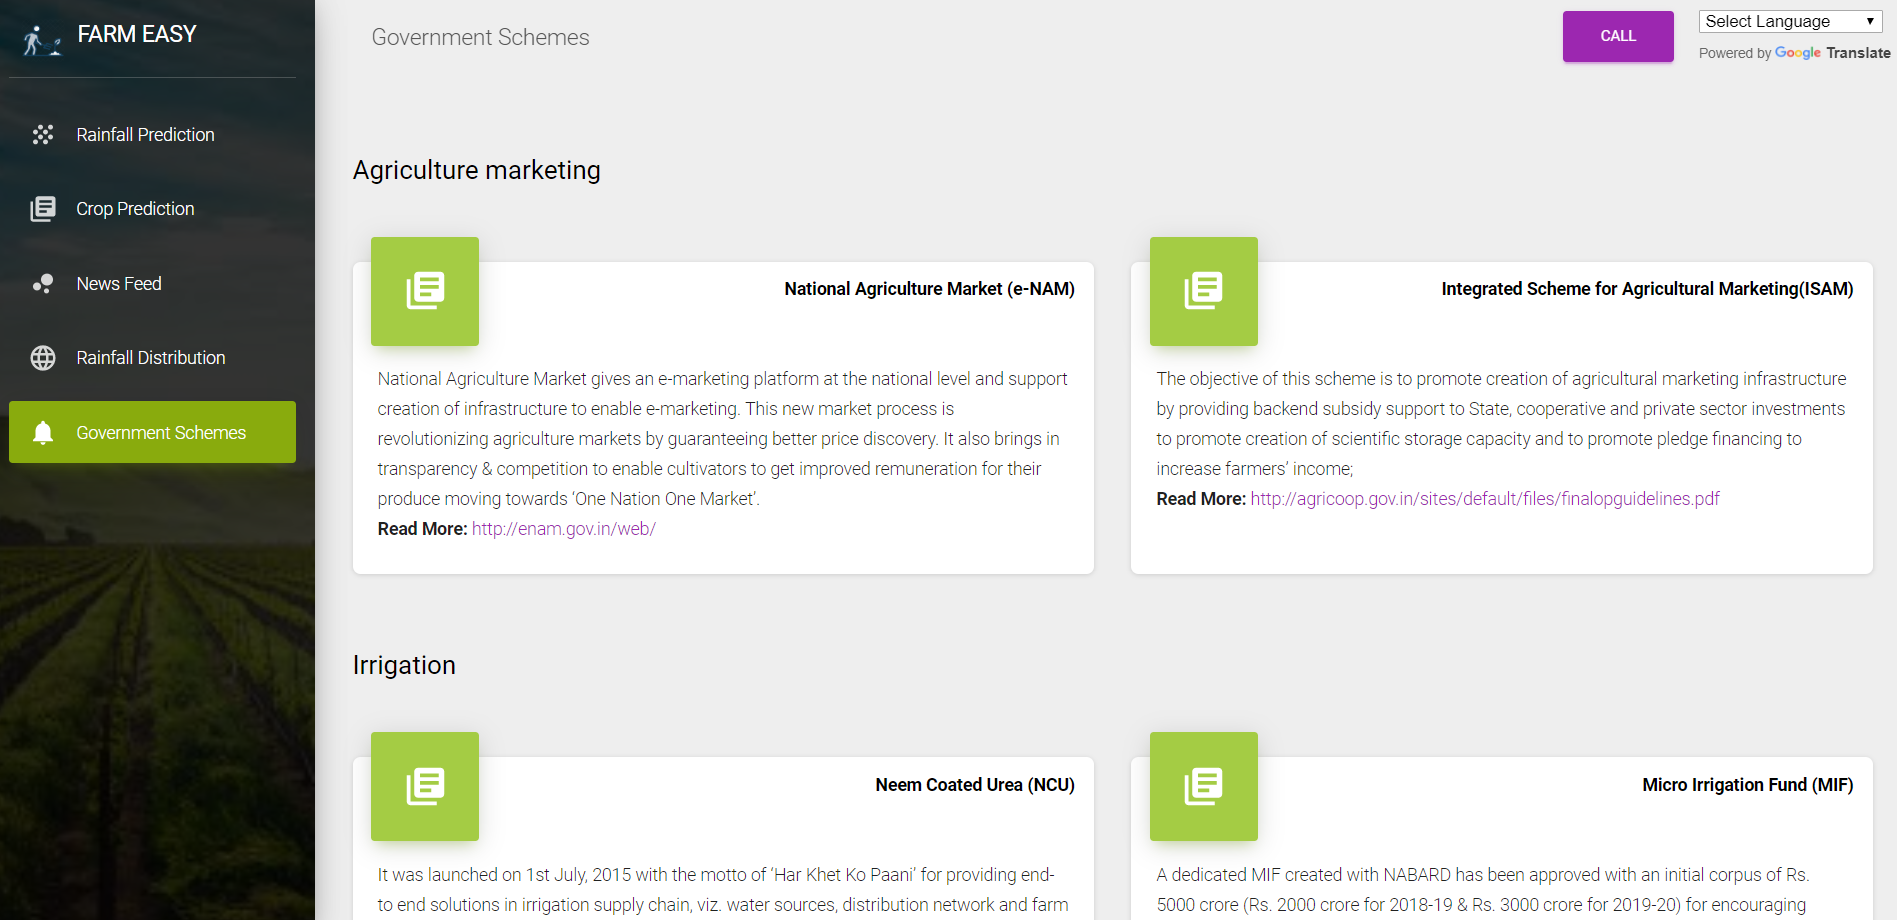 FARM EASY
Rainfall Prediction
Crop Prediction
News Feed
Rainfall Distribution
Government Schemes
Government Schemes
CALL
Select Language
Powered by Google Translate
Agriculture marketing
National Agriculture Market (e-NAM)
National Agriculture Market gives an e-marketing platform at the national level and support
creation of infrastructure to enable e-marketing. This new market process is
revolutionizing agriculture markets by guaranteeing better price discovery. It also brings in
transparency & competition to enable cultivators to get improved remuneration for their
produce moving towards ‘One Nation One Market’.
Read More: http://enam.gov.in/web/
Integrated Scheme for Agricultural Marketing(ISAM)
The objective of this scheme is to promote creation of agricultural marketing infrastructure
by providing backend subsidy support to State, cooperative and private sector investments
to promote creation of scientific storage capacity and to promote pledge financing to
increase farmers’ income;
Read More: http://agricoop.gov.in/sites/default/files/finalopguidelines.pdf
Irrigation
Neem Coated Urea (NCU)
It was launched on 1st July, 2015 with the motto of ‘Har Khet Ko Paani’ for providing end-
to end solutions in irrigation supply chain, viz. water sources, distribution network and farm
Micro Irrigation Fund (MIF)
A dedicated MIF created with NABARD has been approved with an initial corpus of Rs.
5000 crore (Rs. 2000 crore for 2018-19 & Rs. 3000 crore for 2019-20) for encouraging